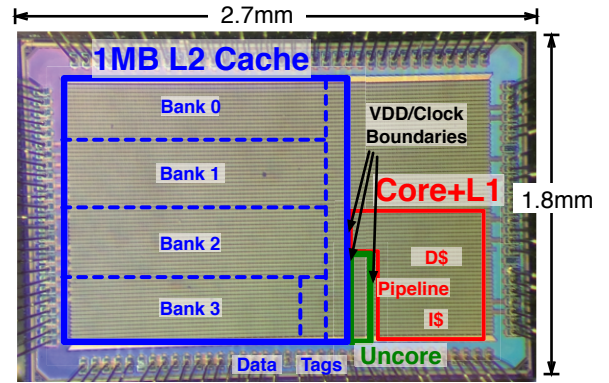 2.7mm
1MB L2 Cache
Bank 0
VDD/Clock
Boundaries
Bank 1
Core+L1
1.8mm
Bank 2
D$
Pipeline
Bank 3
I$
Data
Tags
Uncore